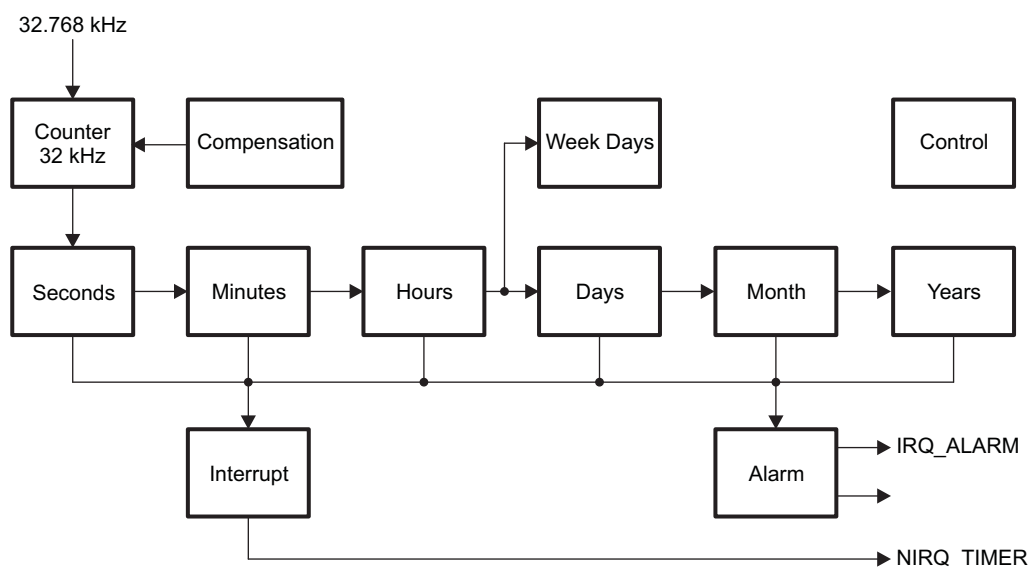 32.768 kHz
Counter
32 kHz
Compensation
Week Days
Control
Seconds
Minutes
Hours
Days
Month
Years
Interrupt
Alarm
IRQ_ALARM
NIRQ_TIMER